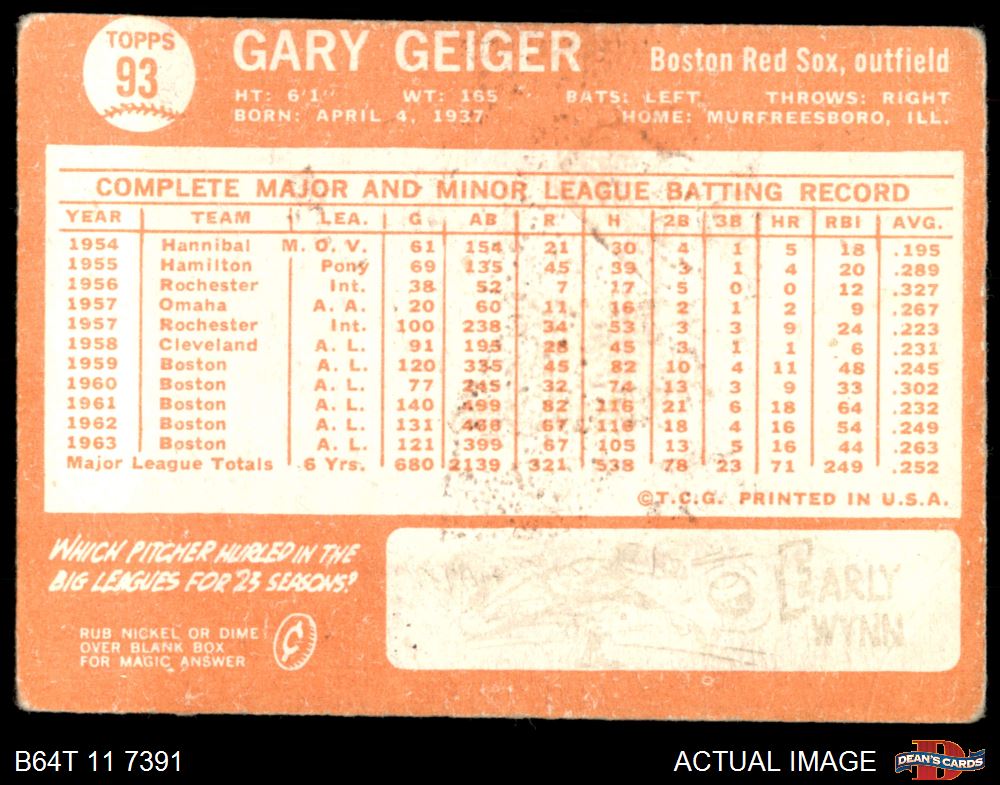 TOPPS
93
GARY GEIGER
Boston Red Sox, outfield
HT: 6'1" WT: 165 BATS: LEFT THROWS: RIGHT
BORN: APRIL 4, 1937 HOME: MURFREESBORO, ILL.
COMPLETE MAJOR AND MINOR LEAGUE BATTING RECORD
YEAR TEAM LEA. G AB R H 2B 3B HR RBI AVG.
1954 Hannibal M. O. V. 61 154 21 30 4 1 5 18 .195
1955 Hamilton Pony 69 135 45 39 3 1 4 20 .289
1956 Rochester Int. 38 52 7 17 5 0 0 12 .327
1957 Omaha A. A. 20 60 11 16 2 1 2 9 .267
1957 Rochester Int. 100 238 34 53 3 3 9 24 .223
1958 Cleveland A. L. 91 195 28 45 3 1 1 6 .231
1959 Boston A. L. 120 335 45 82 10 4 11 48 .245
1960 Boston A. L. 77 245 32 74 13 3 9 33 .302
1961 Boston A. L. 140 499 82 116 21 6 18 64 .232
1962 Boston A. L. 131 468 67 116 18 4 16 54 .249
1963 Boston A. L. 121 399 67 105 13 5 16 44 .263
Major League Totals 6 Yrs. 680 2139 321 538 78 23 71 249 .252
©T.C.G. PRINTED IN U.S.A.
WHICH PITCHER HURLED IN THE
BIG LEAGUES FOR 23 SEASONS?
RUB NICKEL OR DIME
OVER BLANK BOX
FOR MAGIC ANSWER
EARLY
WYNN
B64T 11 7391
ACTUAL IMAGE
D
DEAN'S CARDS